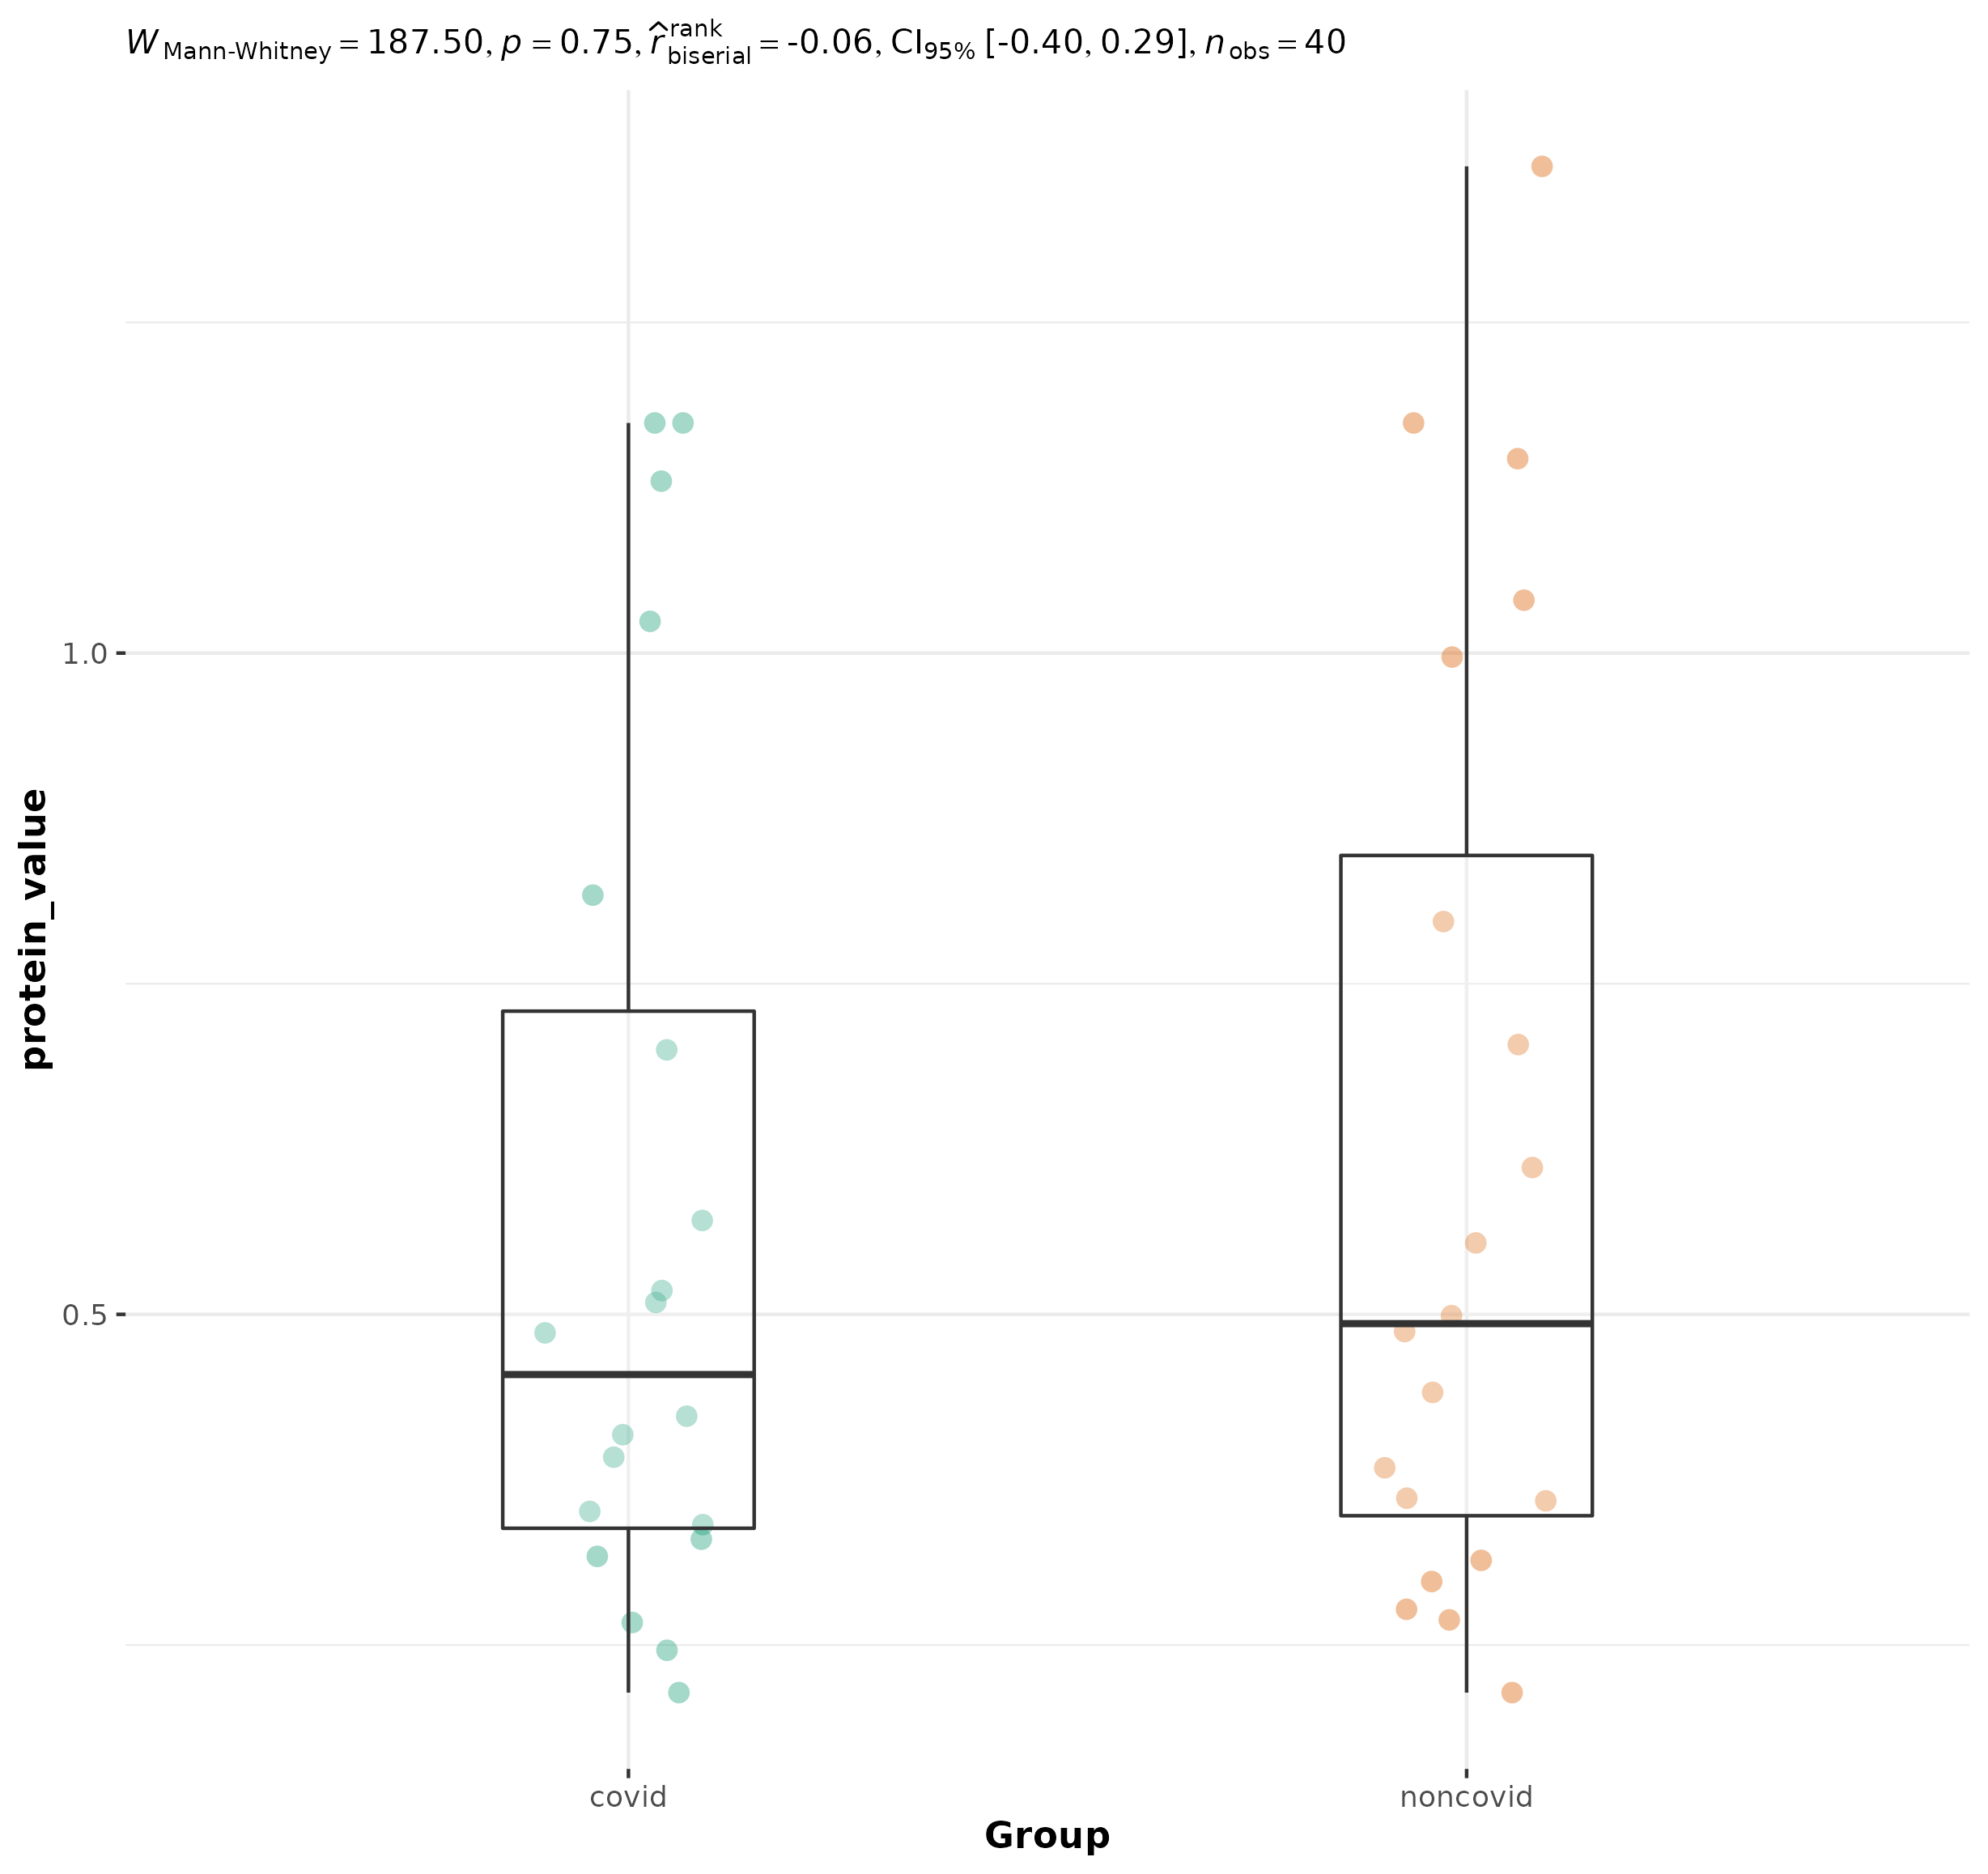 W Mann-Whitney = 187.50, p = 0.75, r̂ rank biserial = -0.06, CI95% [-0.40, 0.29], n obs = 40
1.0
0.5
protein_value
covid noncovid
Group